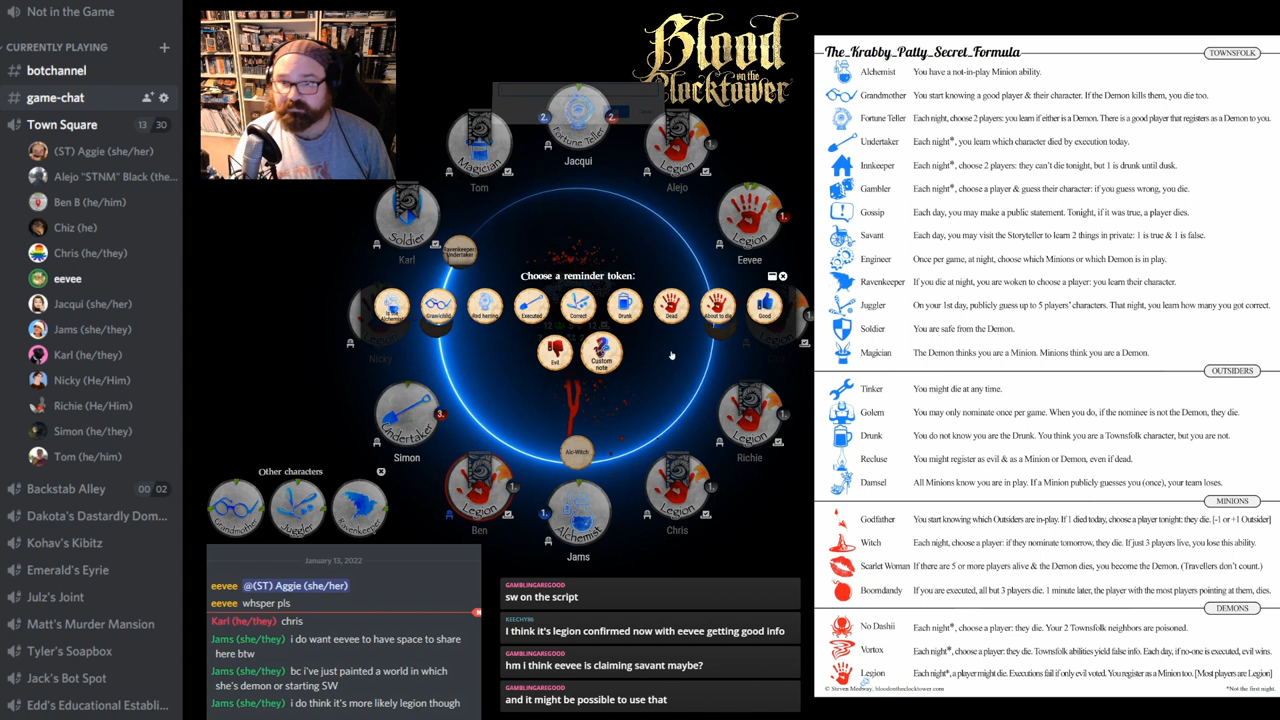 Not in the Game
CURRENTLY PLAYING
botchannel
game-chat
Town Square 13 30
(ST) Aggie (she/her)
Alejo "STNM" Black (the...
Ben B (he/him)
Chiz (he)
Chris (he/they)
eevee
Jacqui (she/her)
Jams (she/they)
Karl (he/they)
Nicky (He/Him)
Richie (He/Him)
Simon (he/they)
Tom (he/him)
Backstab Alley 00 02
Dakota's Dastardly Dom...
Kohav's Kibbutz
Emerald's Eyrie
Julz's Joint
Matt's Murder Mansion
Tyler's Soapbox
Jack's Jailspot
Edd's Educational Establi...
Blood
on the
Clocktower
Fortune Teller
2.
2.
Jacqui
Magician
Tom
Legion
1.
Alejo
Soldier
Karl
Legion
1.
Eevee
Ravenkeeper
Undertaker
Choose a reminder token:
Is the Alchemist
Grandchild
Red herring
Executed
Correct
Drunk
Dead
About to die
Good
Evil
Custom note
Nicky
Undertaker
3.
Simon
Legion
1.
Richie
Alc-Witch
Legion
1.
Ben
Alchemist
1.
Jams
Legion
1.
Chris
Other characters
Grandmother
Juggler
Ravenkeeper
January 13, 2022
eevee @(ST) Aggie (she/her)
eevee whsper pls
Karl (he/they) chris
Jams (she/they) i do want eevee to have space to share
here btw
Jams (she/they) bc i've just painted a world in which
she's demon or starting SW
Jams (she/they) i do think it's more likely legion though
GAMBLINGAREGOOD
sw on the script
KEECHY86
I think it's legion confirmed now with eevee getting good info
GAMBLINGAREGOOD
hm i think eevee is claiming savant maybe?
GAMBLINGAREGOOD
and it might be possible to use that
The_Krabby_Patty_Secret_Formula
TOWNSFOLK
Alchemist You have a not-in-play Minion ability.
Grandmother You start knowing a good player & their character. If the Demon kills them, you die too.
Fortune Teller Each night, choose 2 players: you learn if either is a Demon. There is a good player that registers as a Demon to you.
Undertaker Each night*, you learn which character died by execution today.
Innkeeper Each night*, choose 2 players: they can't die tonight, but 1 is drunk until dusk.
Gambler Each night*, choose a player & guess their character: if you guess wrong, you die.
Gossip Each day, you may make a public statement. Tonight, if it was true, a player dies.
Savant Each day, you may visit the Storyteller to learn 2 things in private: 1 is true & 1 is false.
Engineer Once per game, at night, choose which Minions or which Demon is in play.
Ravenkeeper If you die at night, you are woken to choose a player: you learn their character.
Juggler On your 1st day, publicly guess up to 5 players' characters. That night, you learn how many you got correct.
Soldier You are safe from the Demon.
Magician The Demon thinks you are a Minion. Minions think you are a Demon.
OUTSIDERS
Tinker You might die at any time.
Golem You may only nominate once per game. When you do, if the nominee is not the Demon, they die.
Drunk You do not know you are the Drunk. You think you are a Townsfolk character, but you are not.
Recluse You might register as evil & as a Minion or Demon, even if dead.
Damsel All Minions know you are in play. If a Minion publicly guesses you (once), your team loses.
MINIONS
Godfather You start knowing which Outsiders are in-play. If 1 died today, choose a player tonight: they die. [-1 or +1 Outsider]
Witch Each night, choose a player: if they nominate tomorrow, they die. If just 3 players live, you lose this ability.
Scarlet Woman If there are 5 or more players alive & the Demon dies, you become the Demon. (Travellers don't count.)
Boomdandy If you are executed, all but 3 players die. 1 minute later, the player with the most players pointing at them, dies.
DEMONS
No Dashii Each night*, choose a player: they die. Your 2 Townsfolk neighbors are poisoned.
Vortox Each night*, choose a player: they die. Townsfolk abilities yield false info. Each day, if no-one is executed, evil wins.
Legion Each night*, a player might die. Executions fail if only evil voted. You register as a Minion too. [Most players are Legion]
© Steven Medway, bloodontheclocktower.com *Not the first night.